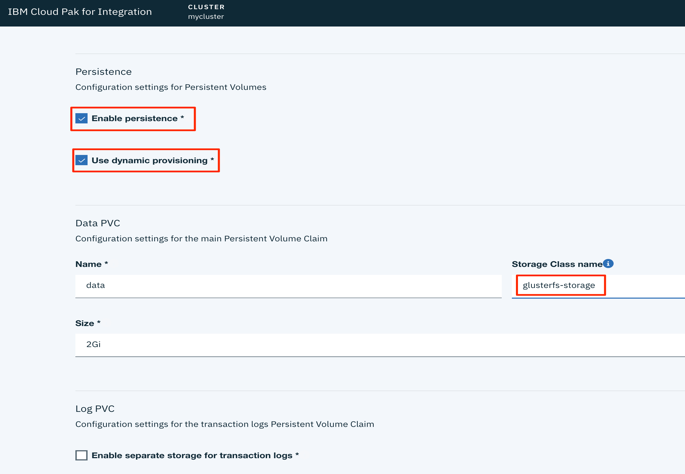 IBM Cloud Pak for Integration
CLUSTER
mycluster
Persistence
Configuration settings for Persistent Volumes
Enable persistence *
Use dynamic provisioning *
Data PVC
Configuration settings for the main Persistent Volume Claim
Name *
Storage Class name
data
glusterfs-storage
Size *
2Gi
Log PVC
Configuration settings for the transaction logs Persistent Volume Claim
Enable separate storage for transaction logs *